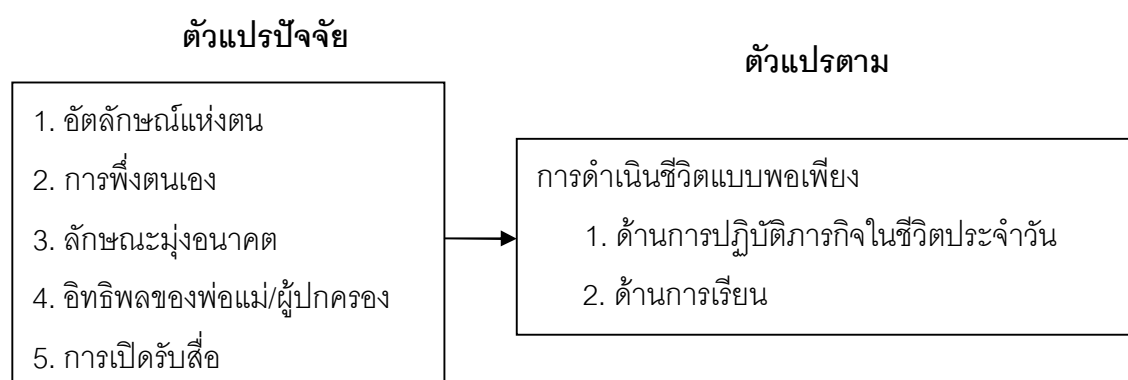 ตัวแปรปัจจัย
1. อัตลักษณ์แห่งตน
2. การพึ่งตนเอง
3. ลักษณะมุ่งอนาคต
4. อิทธิพลของพ่อแม่/ผู้ปกครอง
5. การเปิดรับสื่อ
ตัวแปรตาม
การดำเนินชีวิตแบบพอเพียง
1. ด้านการปฏิบัติภารกิจในชีวิตประจำวัน
2. ด้านการเรียน